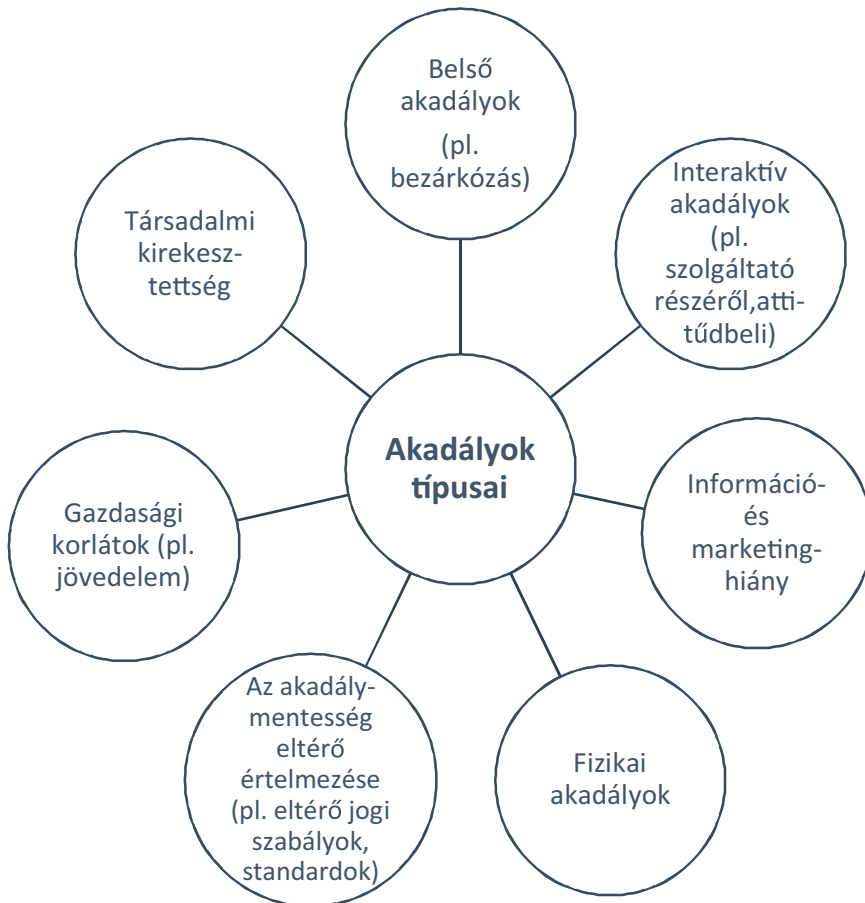 Belső
akadályok
(pl.
bezárkózás)
Interaktív
akadályok
(pl.
szolgáltató
részéről,atti-
tűdbeli)
Információ-
és
marketing-
hiány
Fizikai
akadályok
Az akadály-
mentesség
eltérő
értelmezése
(pl. eltérő jogi
szabályok,
standardok)
Gazdasági
korlátok (pl.
jövedelem)
Társadalmi
kirekesz-
tettség
Akadályok
típusai